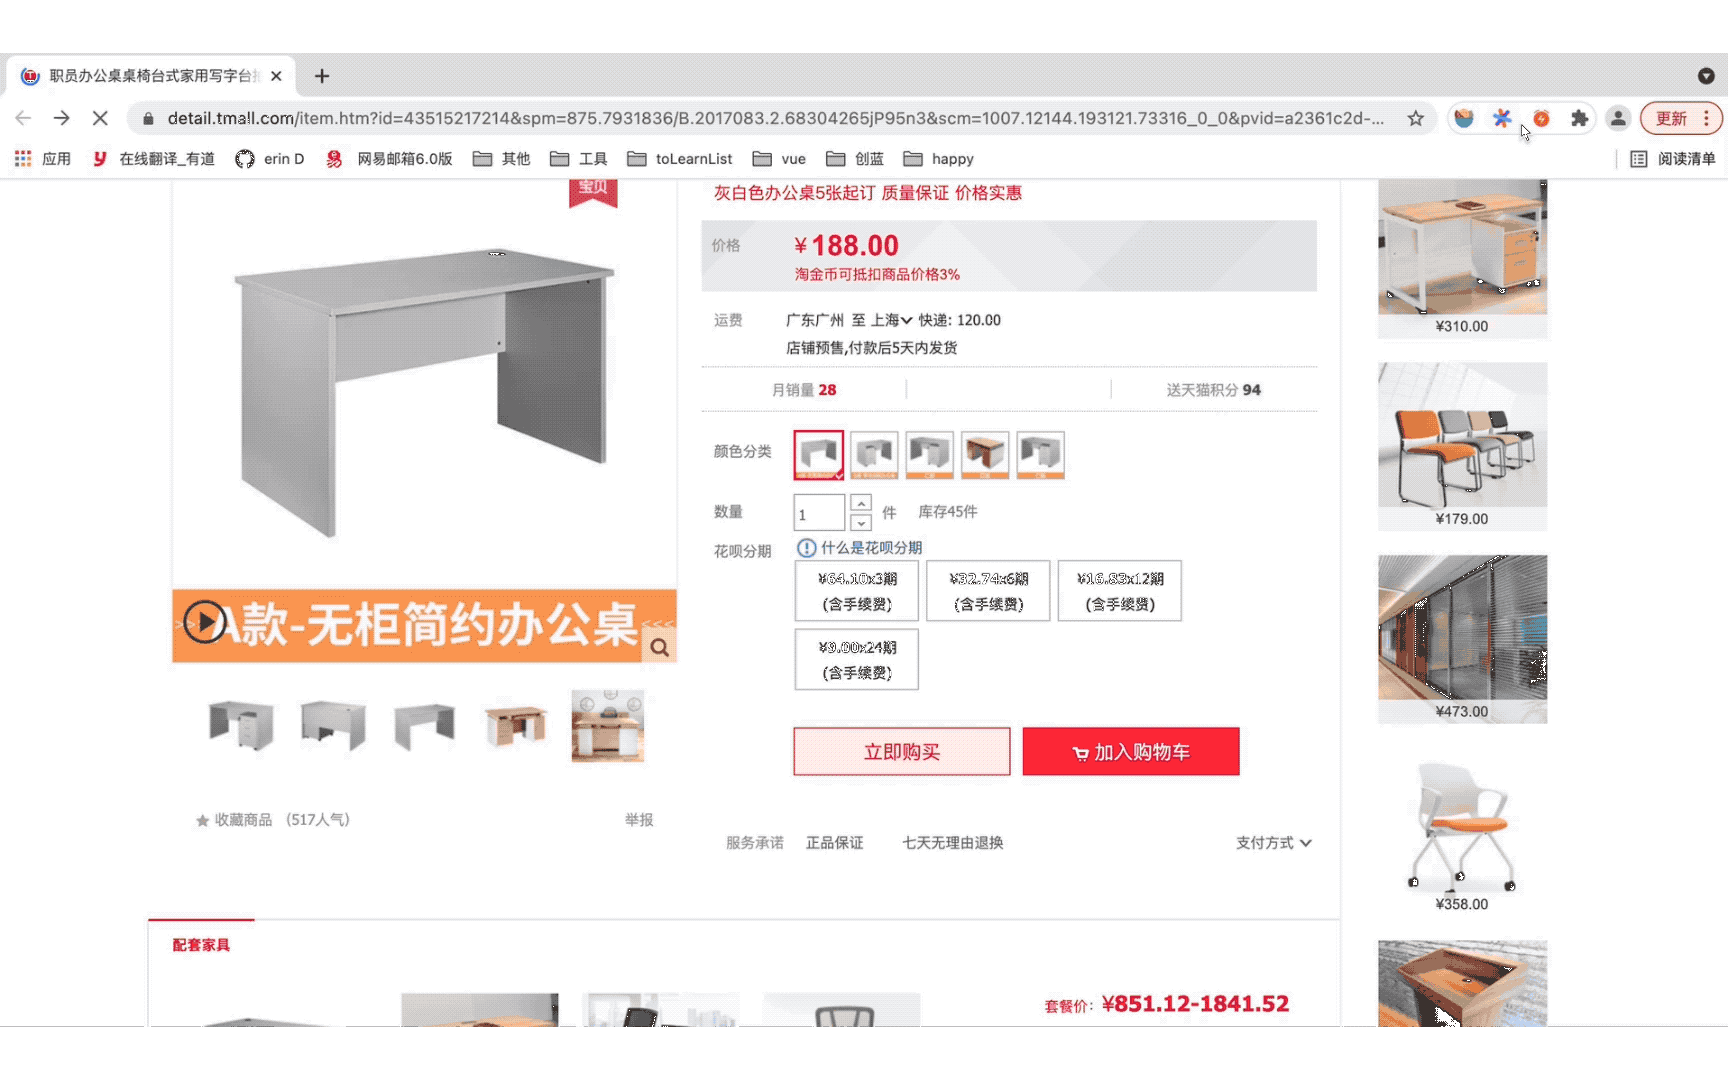 职员办公桌桌椅台式家用写字台
detail.tmall.com/item.htm?id=43515217214&spm=875.7931836/B.2017083.2.68304265jP95n3&scm=1007.12144.193121.73316_0_0&pvid=a2361c2d-...
更新
应用 在线翻译_有道 erin D 网易邮箱6.0版 其他 工具 toLearnList vue 创蓝 happy 阅读清单
宝贝
灰白色办公桌5张起订 质量保证 价格实惠
价格 ¥188.00
淘金币可抵扣商品价格3%
运费 广东广州 至 上海 快递: 120.00
店铺预售,付款后5天内发货
月销量 28 送天猫积分 94
颜色分类
数量 1 件 库存45件
花呗分期 什么是花呗分期
¥64.10x3期 (含手续费)
¥32.74x6期 (含手续费)
¥16.83x12期 (含手续费)
¥9.00x24期 (含手续费)
立即购买 加入购物车
服务承诺 正品保证 七天无理由退换 支付方式
>> A款-无柜简约办公桌 <<<
收藏商品 (517人气) 举报
配套家具
套餐价: ¥851.12-1841.52
¥310.00
¥179.00
¥473.00
¥358.00